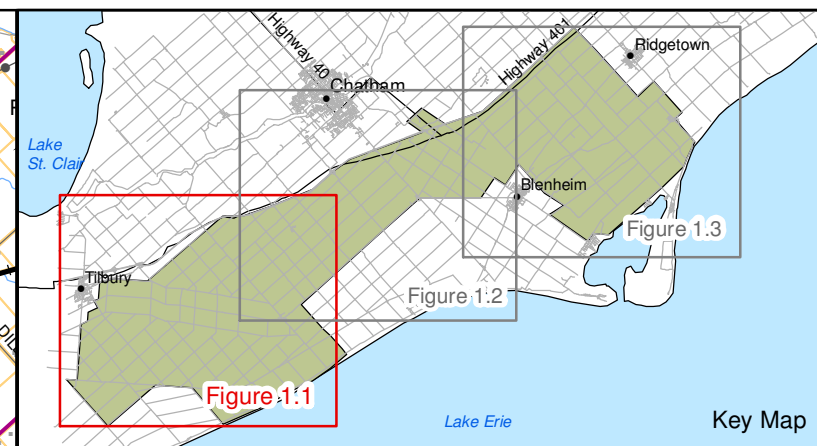 Highway 40
Highway 401
Ridgetown
Chatham
Lake
St. Clair
Blenheim
Figure 1.3
Tilbury
Figure 1.2
Figure 1.1
Lake Erie
Key Map